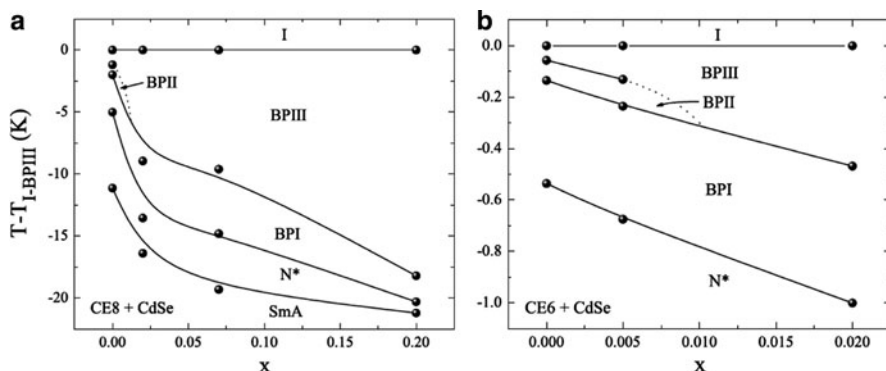 a
I
0
BPII
BPIII
-5
-10
-15
-20
BPI
N*
SmA
CE8 + CdSe
0.00 0.05 0.10 0.15 0.20
x
T-T_I-BPIII (K)
b
I
0.0
BPIII
-0.2
BPII
-0.4
BPI
-0.6
-0.8
N*
-1.0
CE6 + CdSe
0.000 0.005 0.010 0.015 0.020
x